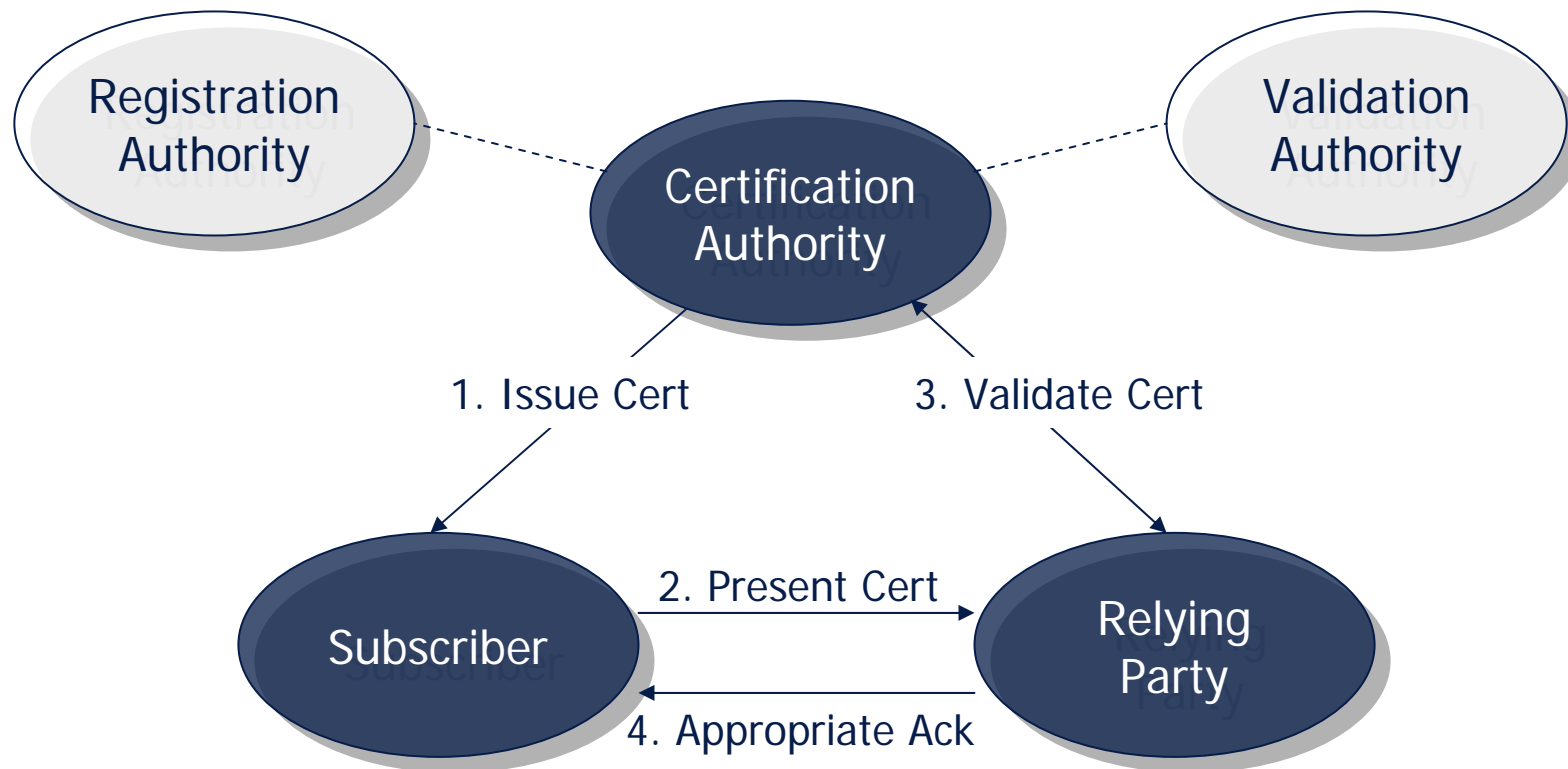 Registration
Authority
Validation
Authority
Certification
Authority
1. Issue Cert
3. Validate Cert
2. Present Cert
Subscriber
Relying
Party
4. Appropriate Ack